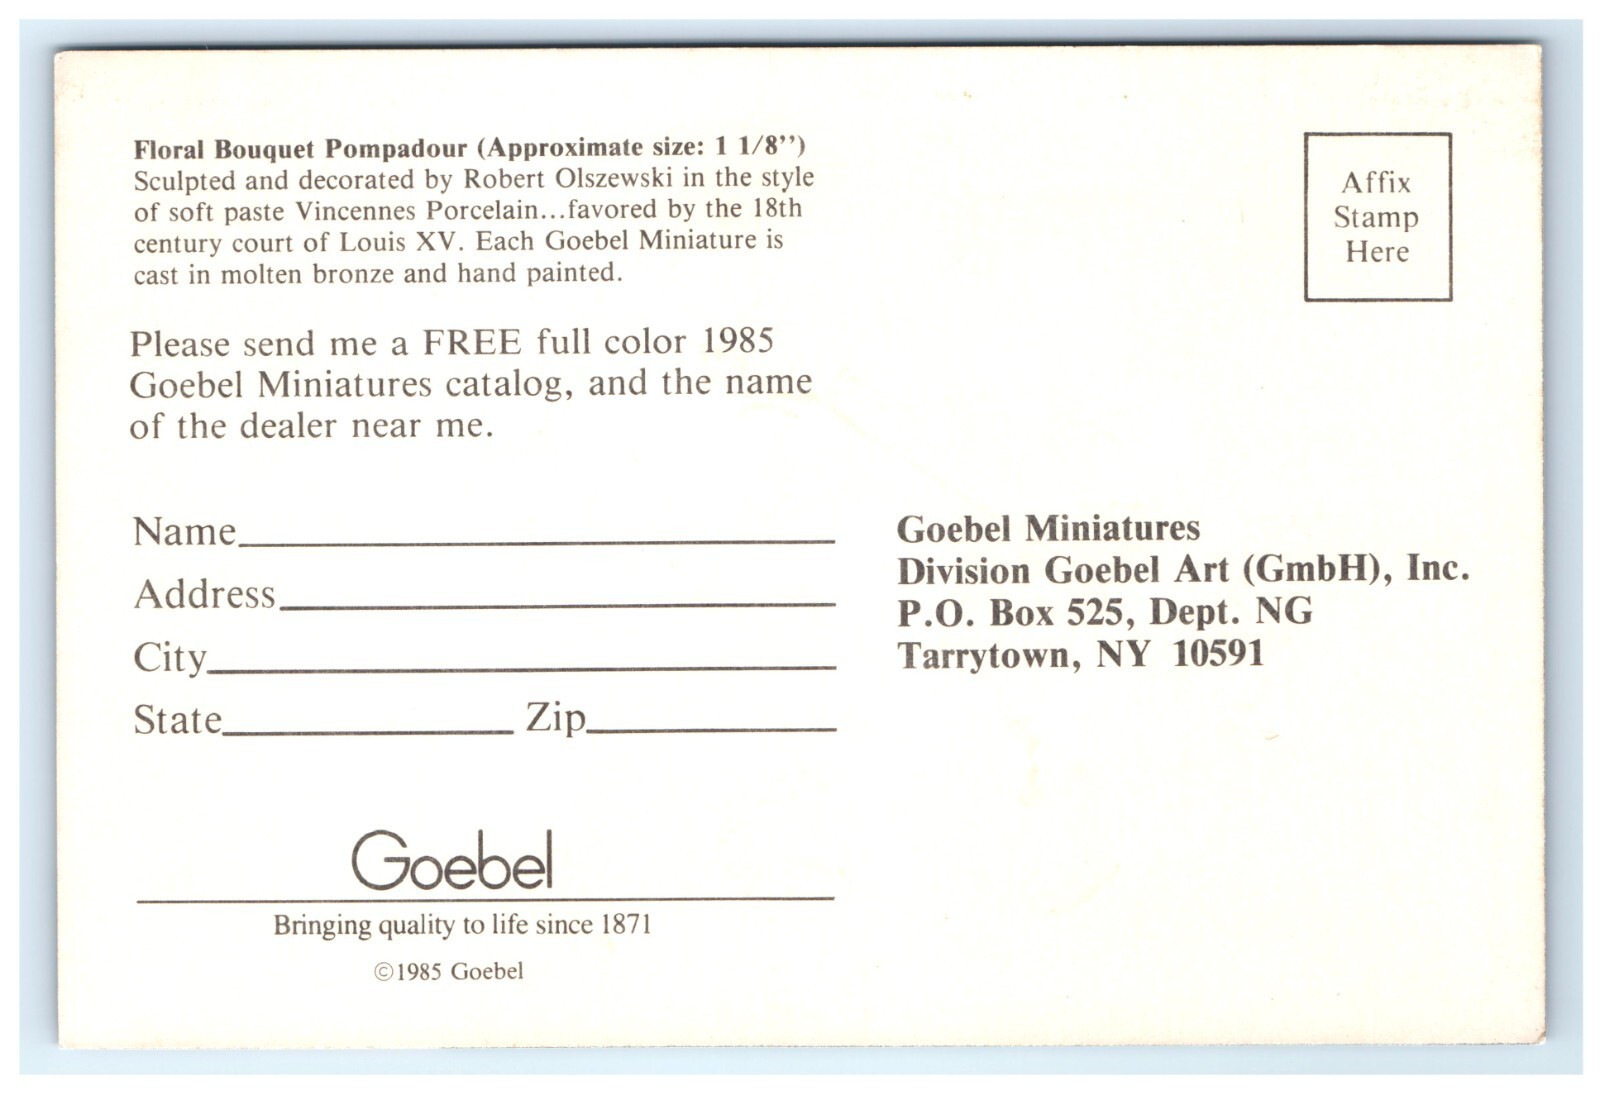 Floral Bouquet Pompadour (Approximate size: 1 1/8’’)
Sculpted and decorated by Robert Olszewski in the style
of soft paste Vincennes Porcelain...favored by the 18th
century court of Louis XV. Each Goebel Miniature is
cast in molten bronze and hand painted.
Please send me a FREE full color 1985
Goebel Miniatures catalog, and the name
of the dealer near me.
Name
Address
City
State Zip
Goebel
Bringing quality to life since 1871
©1985 Goebel
Affix
Stamp
Here
Goebel Miniatures
Division Goebel Art (GmbH), Inc.
P.O. Box 525, Dept. NG
Tarrytown, NY 10591